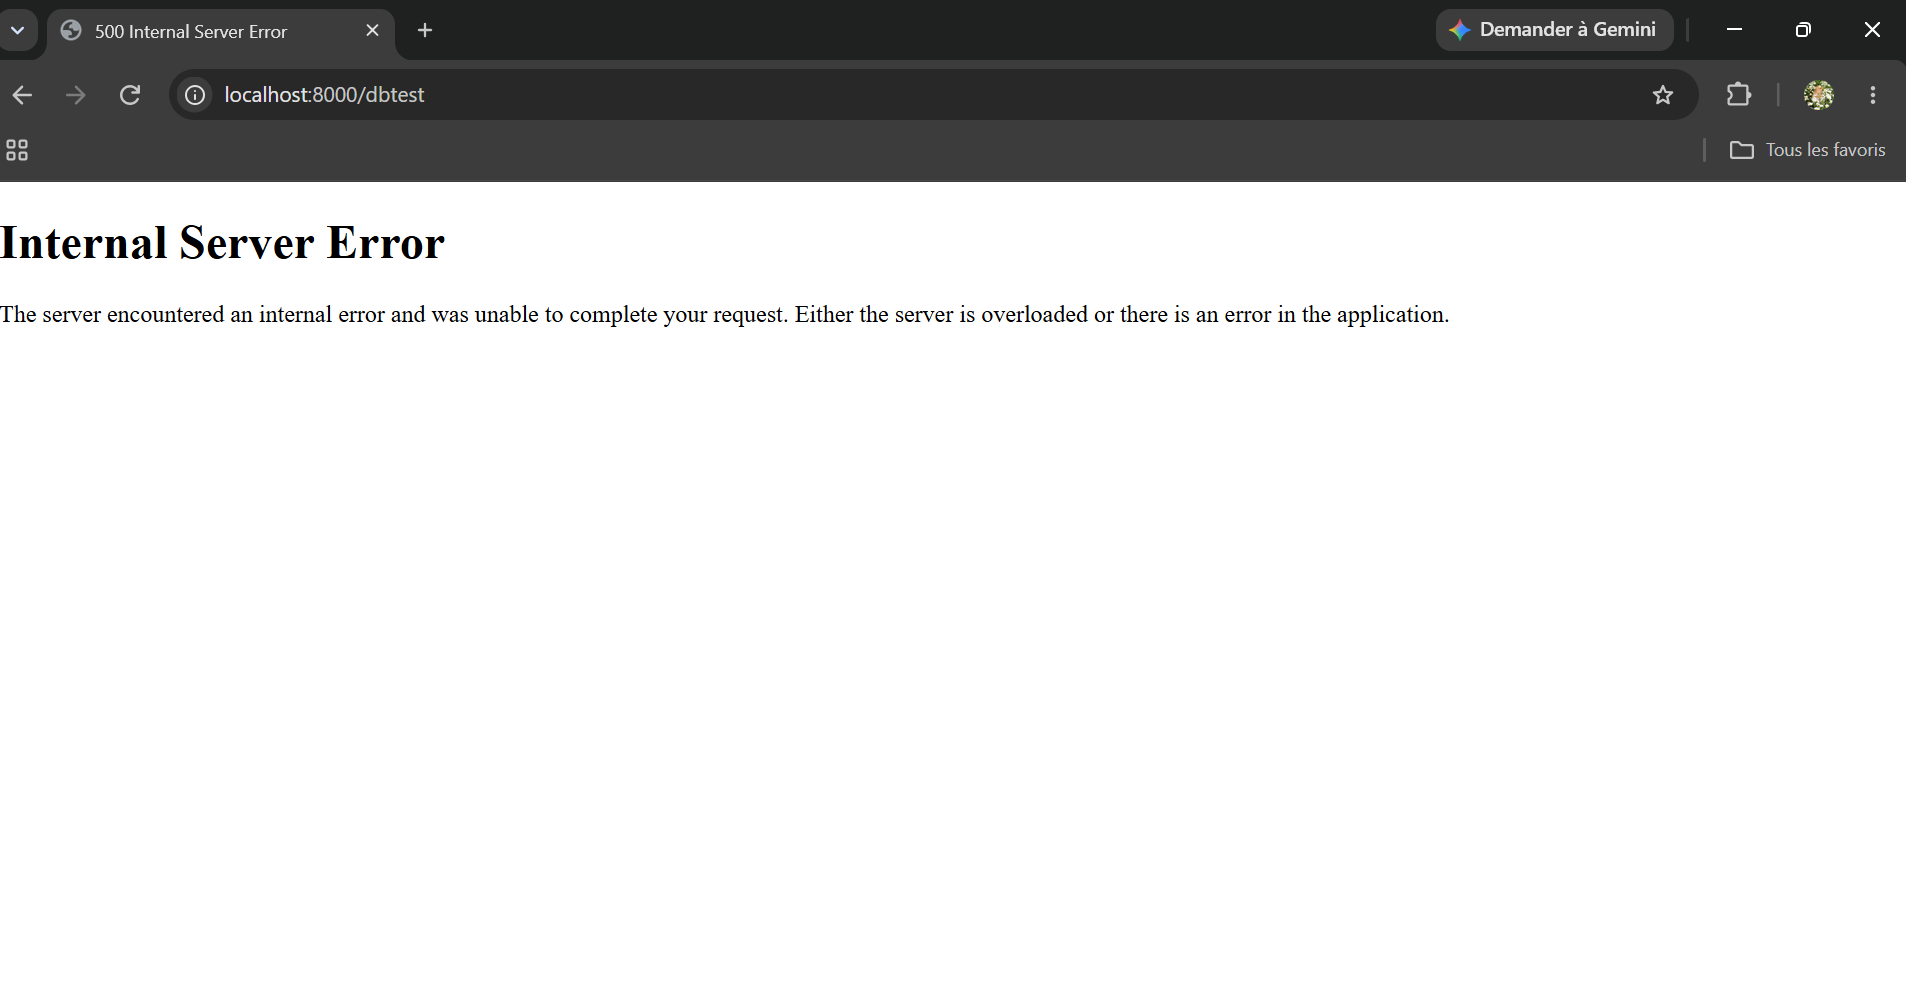 500 Internal Server Error
Demander à Gemini
localhost:8000/dbtest
Tous les favoris
Internal Server Error
The server encountered an internal error and was unable to complete your request. Either the server is overloaded or there is an error in the application.